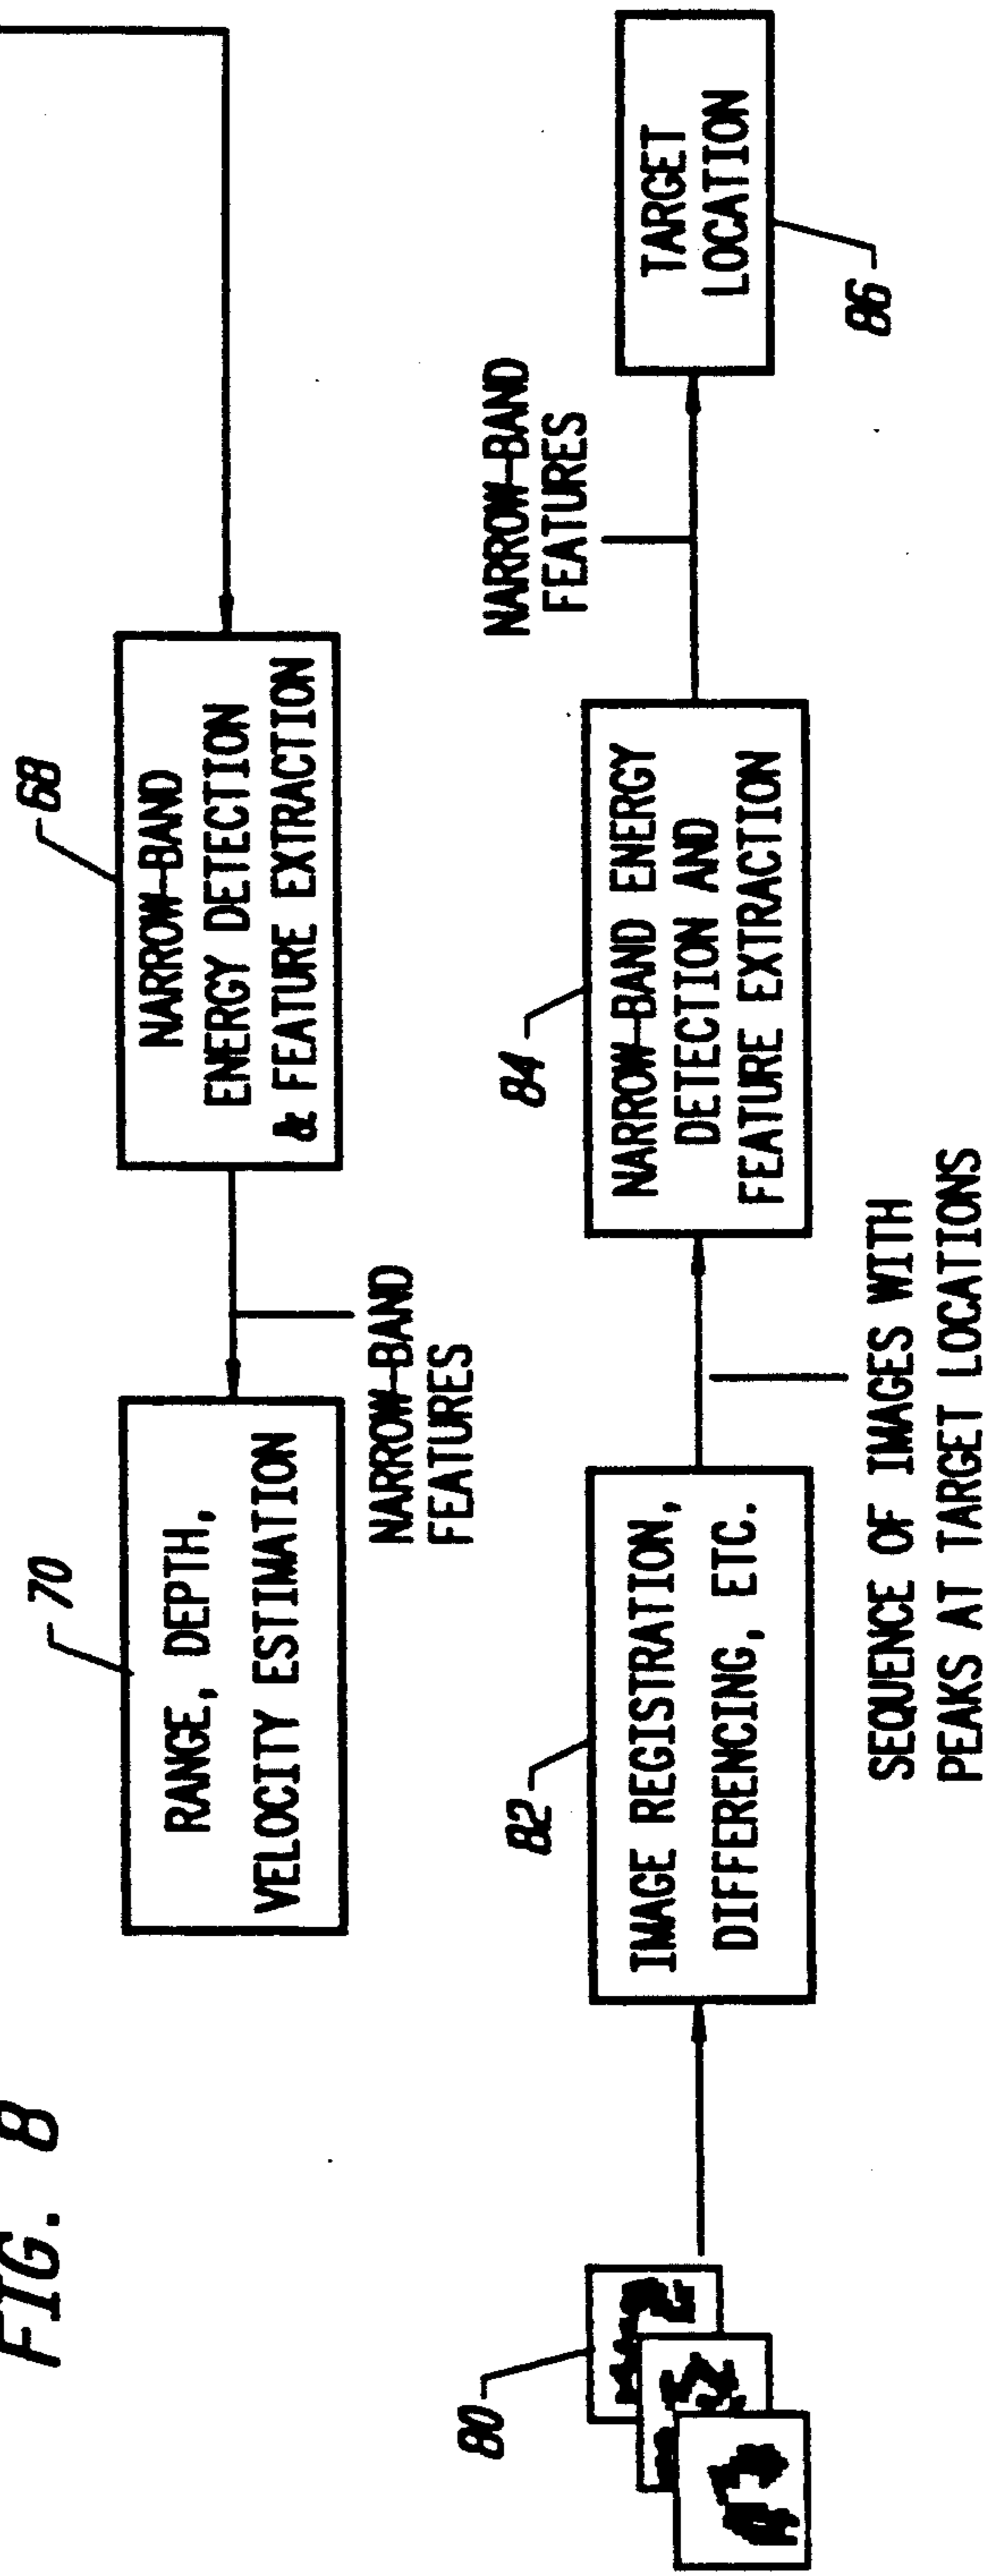 68
NARROW-BAND
ENERGY DETECTION
& FEATURE EXTRACTION
70
RANGE, DEPTH,
VELOCITY ESTIMATION
NARROW-BAND
FEATURES
FIG. 8
80
82
IMAGE REGISTRATION,
DIFFERENCING, ETC.
SEQUENCE OF IMAGES WITH
PEAKS AT TARGET LOCATIONS
84
NARROW-BAND ENERGY
DETECTION AND
FEATURE EXTRACTION
NARROW-BAND
FEATURES
TARGET
LOCATION
86